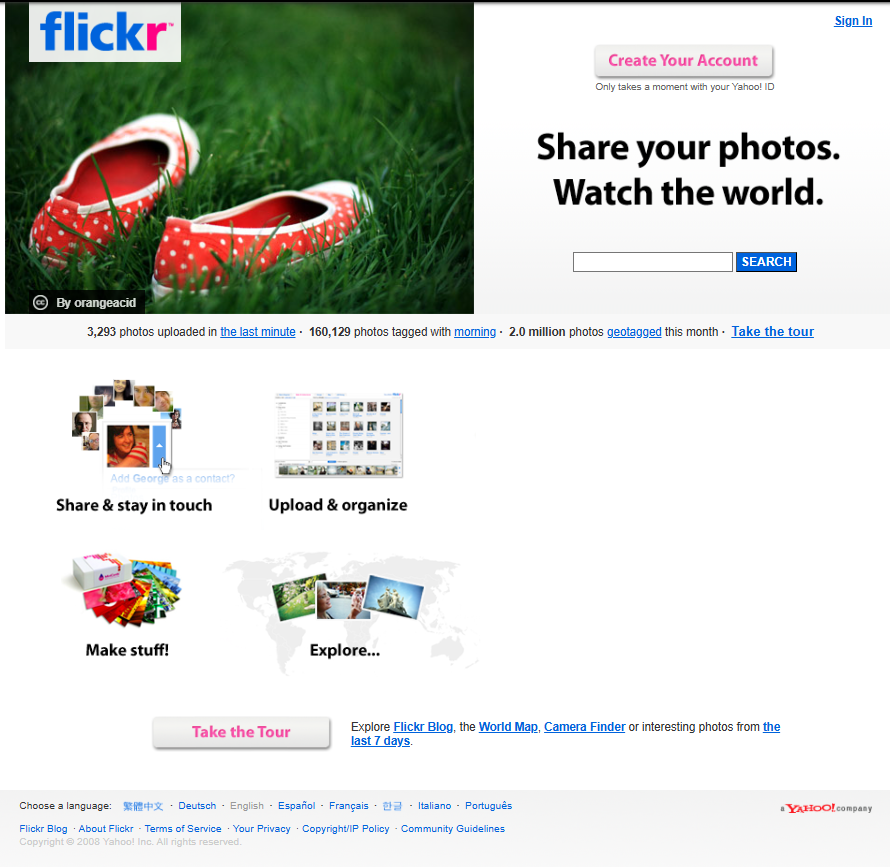 flickr™
Sign In
Create Your Account
Only takes a moment with your Yahoo! ID
Share your photos.
Watch the world.
SEARCH
By orangeacid
3,293 photos uploaded in the last minute · 160,129 photos tagged with morning · 2.0 million photos geotagged this month · Take the tour
Add George as a contact?
Share & stay in touch
Upload & organize
Make stuff!
Explore...
Take the Tour
Explore Flickr Blog, the World Map, Camera Finder or interesting photos from the
last 7 days.
Choose a language: 繁體中文 · Deutsch · English · Español · Français · 한글 · Italiano · Português
a YAHOO! company
Flickr Blog · About Flickr · Terms of Service · Your Privacy · Copyright/IP Policy · Community Guidelines
Copyright © 2008 Yahoo! Inc. All rights reserved.